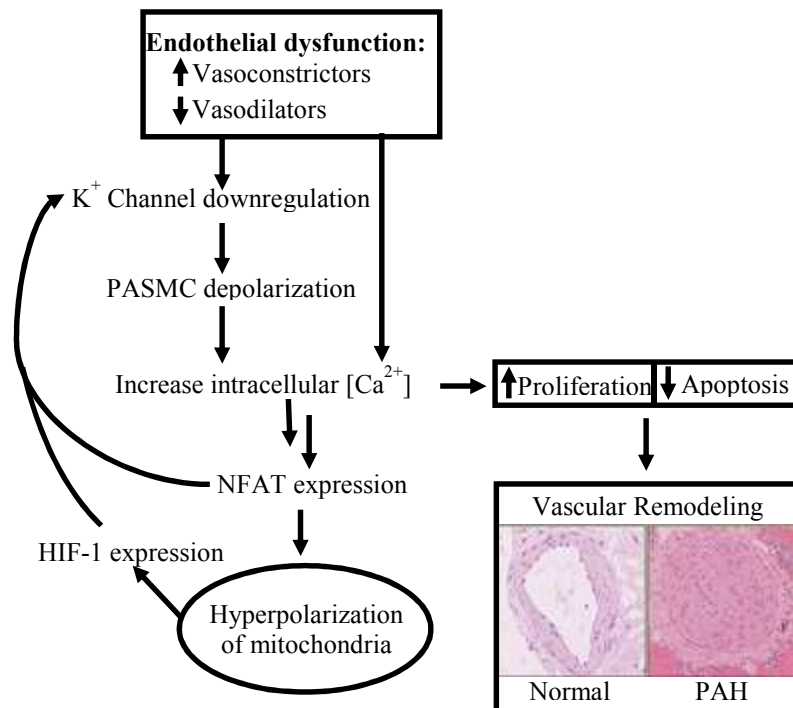 Endothelial dysfunction:
Vasoconstrictors
Vasodilators
K+ Channel downregulation
PASMC depolarization
Increase intracellular [Ca2+]
Proliferation
Apoptosis
NFAT expression
Vascular Remodeling
HIF-1 expression
Hyperpolarization
of mitochondria
Normal
PAH